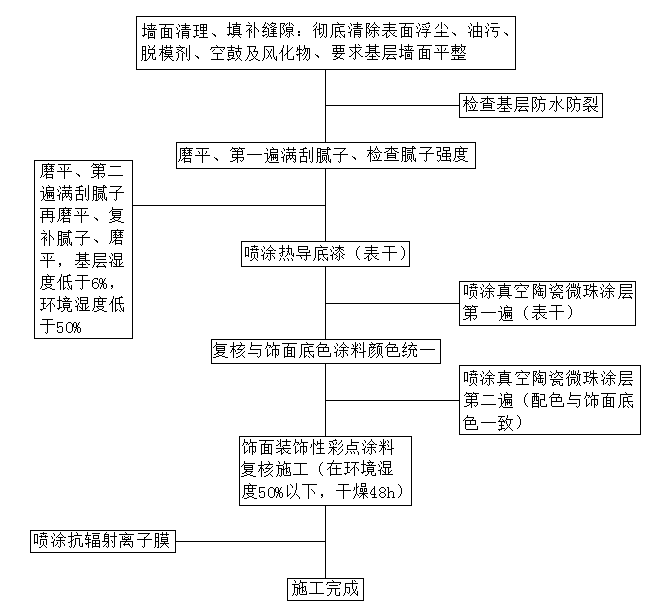 墙面清理、填补缝隙：彻底清除表面浮尘、油污、
脱模剂、空鼓及风化物、要求基层墙面平整
检查基层防水防裂
磨平、第一遍满刮腻子、检查腻子强度
磨平、第二
遍满刮腻子
再磨平、复
补腻子、磨
平，基层湿
度低于6%，
环境湿度低
于50%
喷涂热导底漆（表干）
喷涂真空陶瓷微珠涂层
第一遍（表干）
复核与饰面底色涂料颜色统一
喷涂真空陶瓷微珠涂层
第二遍（配色与饰面底
色一致）
饰面装饰性彩点涂料
复核施工（在环境湿
度50%以下，干燥48h）
喷涂抗辐射离子膜
施工完成